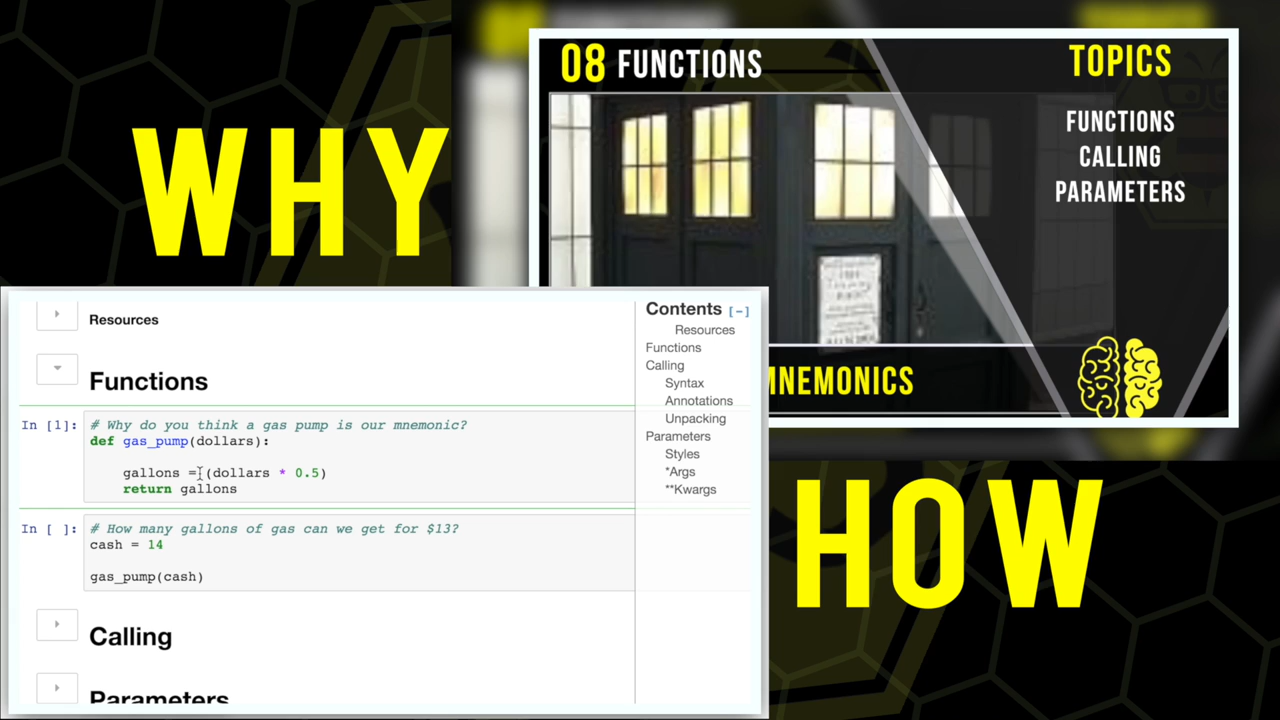 WHY
08 FUNCTIONS
TOPICS
FUNCTIONS
CALLING
PARAMETERS
MNEMONICS
Resources
Functions
In [1]:
# Why do you think a gas pump is our mnemonic?
def gas_pump(dollars):
gallons = (dollars * 0.5)
return gallons
In [ ]:
# How many gallons of gas can we get for $13?
cash = 14
gas_pump(cash)
Calling
Parameters
Contents [-]
Resources
Functions
Calling
Syntax
Annotations
Unpacking
Parameters
Styles
*Args
**Kwargs
HOW